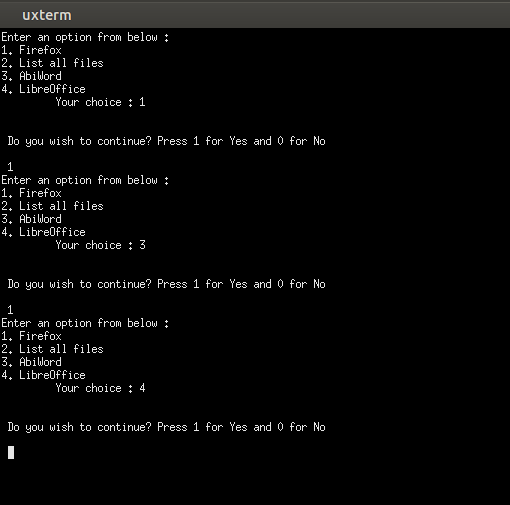 uxterm
Enter an option from below :
1. Firefox
2. List all files
3. AbiWord
4. LibreOffice
Your choice : 1
Do you wish to continue? Press 1 for Yes and 0 for No
1
Enter an option from below :
1. Firefox
2. List all files
3. AbiWord
4. LibreOffice
Your choice : 3
Do you wish to continue? Press 1 for Yes and 0 for No
1
Enter an option from below :
1. Firefox
2. List all files
3. AbiWord
4. LibreOffice
Your choice : 4
Do you wish to continue? Press 1 for Yes and 0 for No